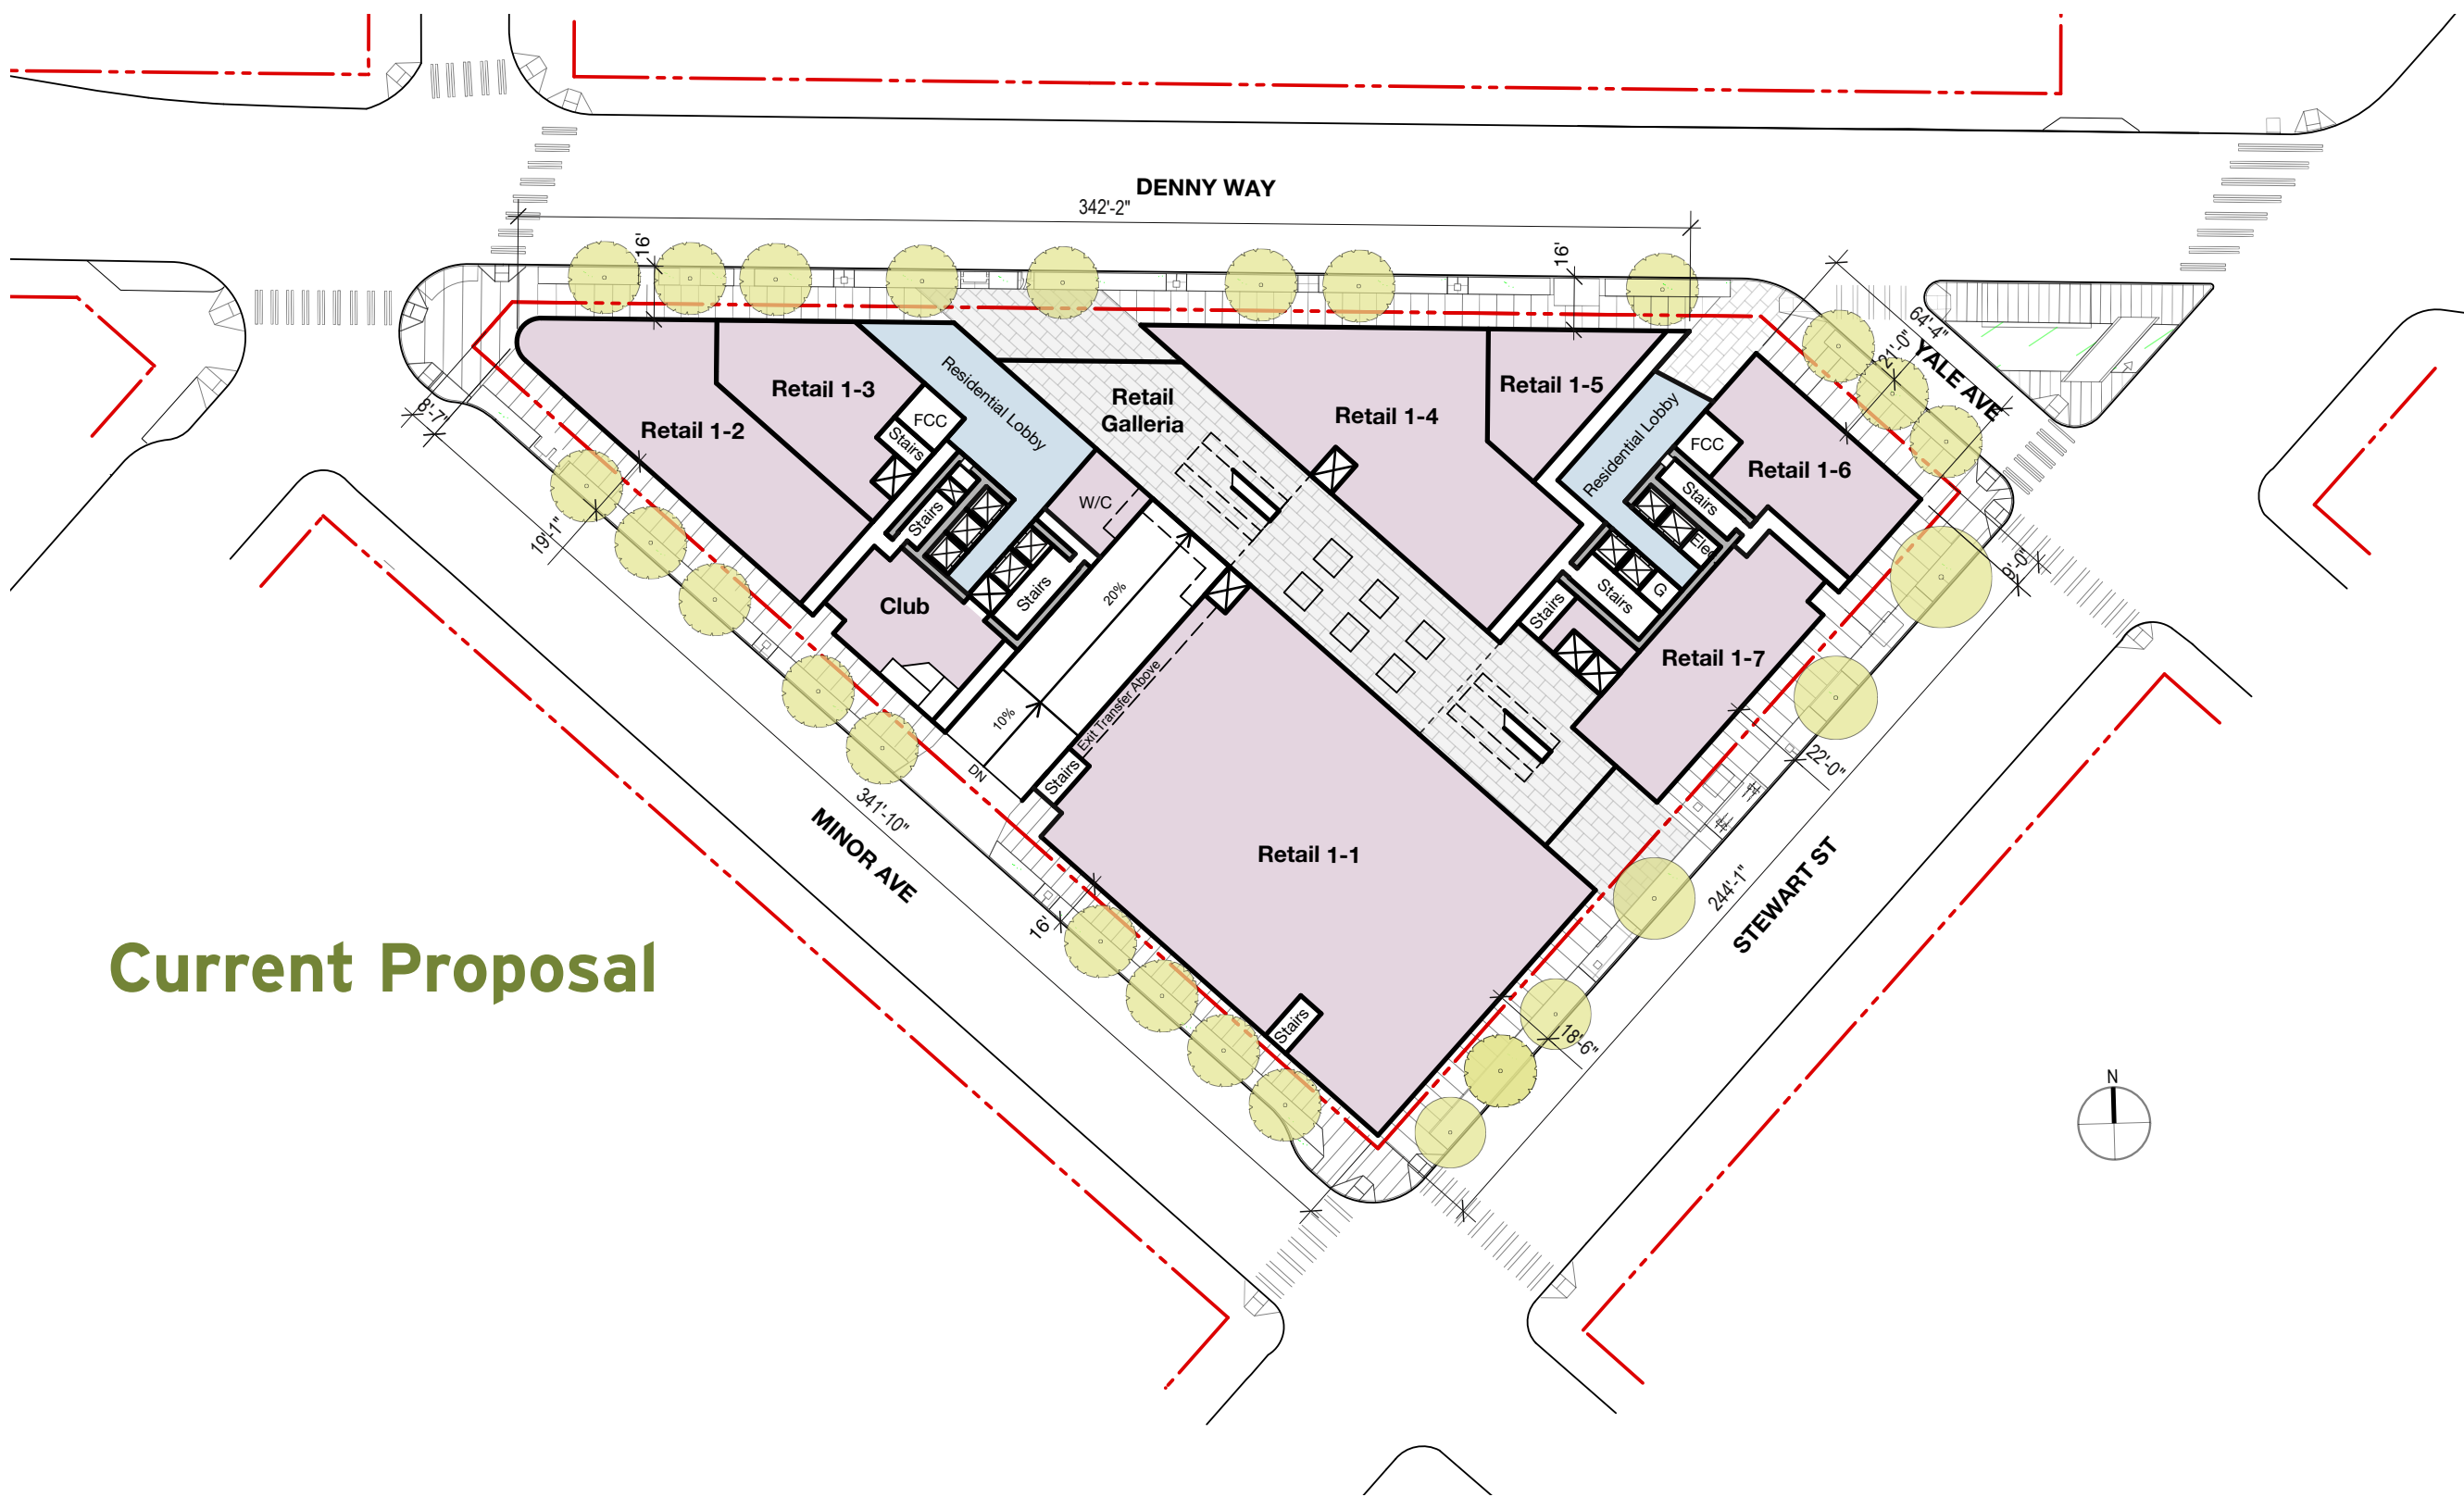 DENNY WAY
342'-2"
16'
16'
64'-4"
21'-0"
YALE AVE
Residential Lobby
Retail 1-3
Retail
Galleria
Retail 1-5
Retail 1-4
Residential Lobby
8'-7"
Retail 1-2
FCC
Stairs
FCC
Retail 1-6
W/C
Stairs
Stairs
19'-1"
Elec
9'-0"
Club
Stairs
20%
G
Stairs
Stairs
Retail 1-7
Exit Transfer Above
10%
DN
Stairs
22'-0"
341'-10"
MINOR AVE
Retail 1-1
244'-1"
STEWART ST
16'
Current Proposal
Stairs
18'-6"
N